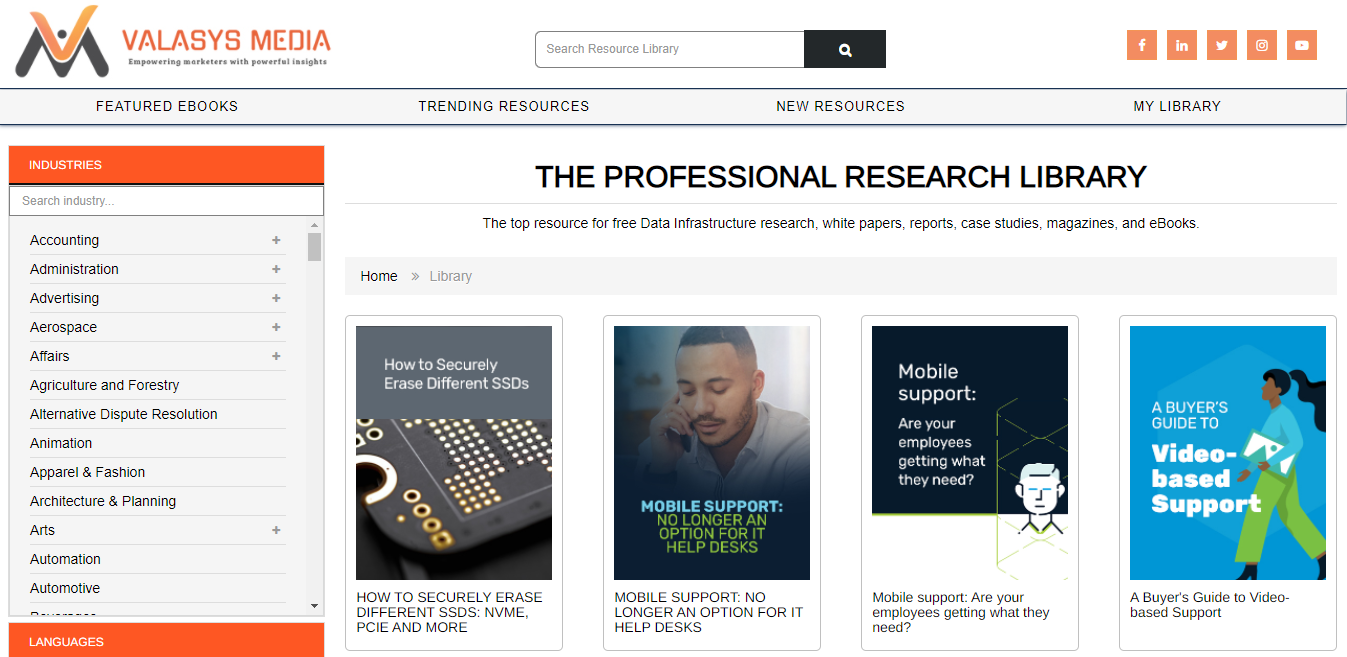 VALASYS MEDIA
Empowering marketers with powerful insights
Search Resource Library
FEATURED EBOOKS
TRENDING RESOURCES
NEW RESOURCES
MY LIBRARY
INDUSTRIES
Search industry...
Accounting +
Administration +
Advertising +
Aerospace +
Affairs +
Agriculture and Forestry
Alternative Dispute Resolution
Animation
Apparel & Fashion
Architecture & Planning
Arts +
Automation
Automotive
LANGUAGES
THE PROFESSIONAL RESEARCH LIBRARY
The top resource for free Data Infrastructure research, white papers, reports, case studies, magazines, and eBooks.
Home » Library
How to Securely
Erase Different SSDs
HOW TO SECURELY ERASE
DIFFERENT SSDS: NVME,
PCIE AND MORE
MOBILE SUPPORT:
NO LONGER AN
OPTION FOR IT
HELP DESKS
MOBILE SUPPORT: NO
LONGER AN OPTION FOR IT
HELP DESKS
Mobile
support:
Are your
employees
getting what
they need?
Mobile support: Are your
employees getting what they
need?
A BUYER'S
GUIDE TO
Video-
based
Support
A Buyer's Guide to Video-
based Support